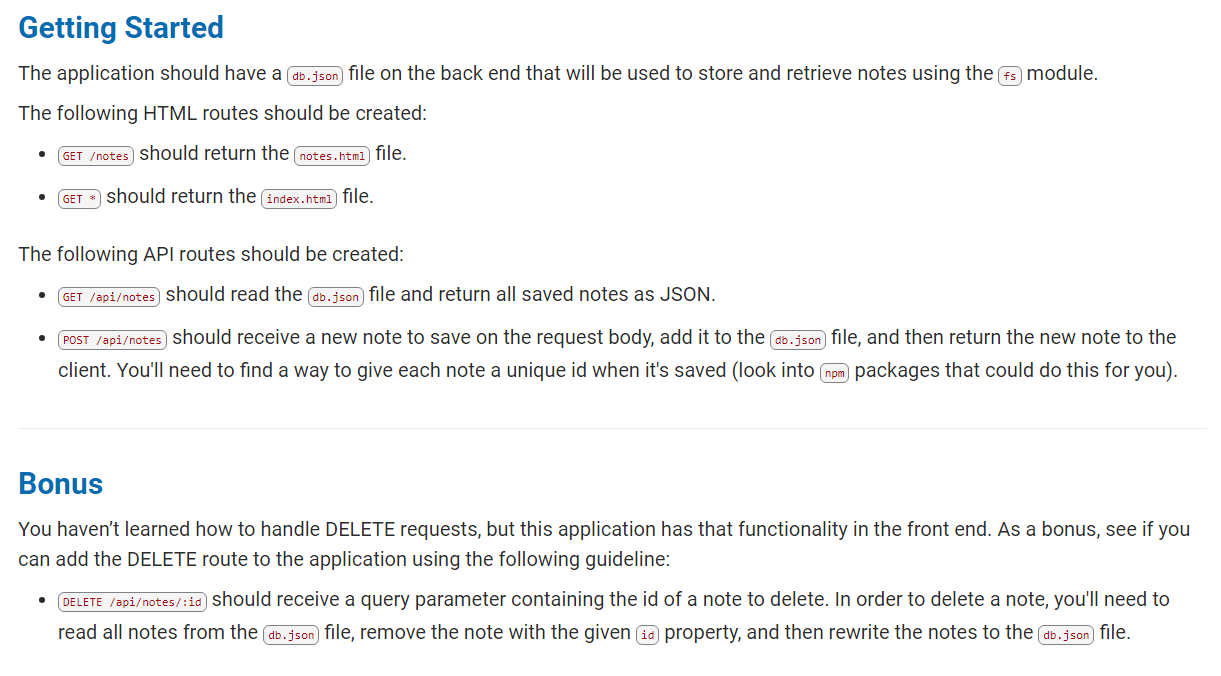 Getting Started
The application should have a db.json file on the back end that will be used to store and retrieve notes using the fs module.
The following HTML routes should be created:
• GET /notes should return the notes.html file.
• GET * should return the index.html file.
The following API routes should be created:
• GET /api/notes should read the db.json file and return all saved notes as JSON.
• POST /api/notes should receive a new note to save on the request body, add it to the db.json file, and then return the new note to the
client. You'll need to find a way to give each note a unique id when it's saved (look into npm packages that could do this for you).
Bonus
You haven’t learned how to handle DELETE requests, but this application has that functionality in the front end. As a bonus, see if you
can add the DELETE route to the application using the following guideline:
• DELETE /api/notes/:id should receive a query parameter containing the id of a note to delete. In order to delete a note, you'll need to
read all notes from the db.json file, remove the note with the given id property, and then rewrite the notes to the db.json file.